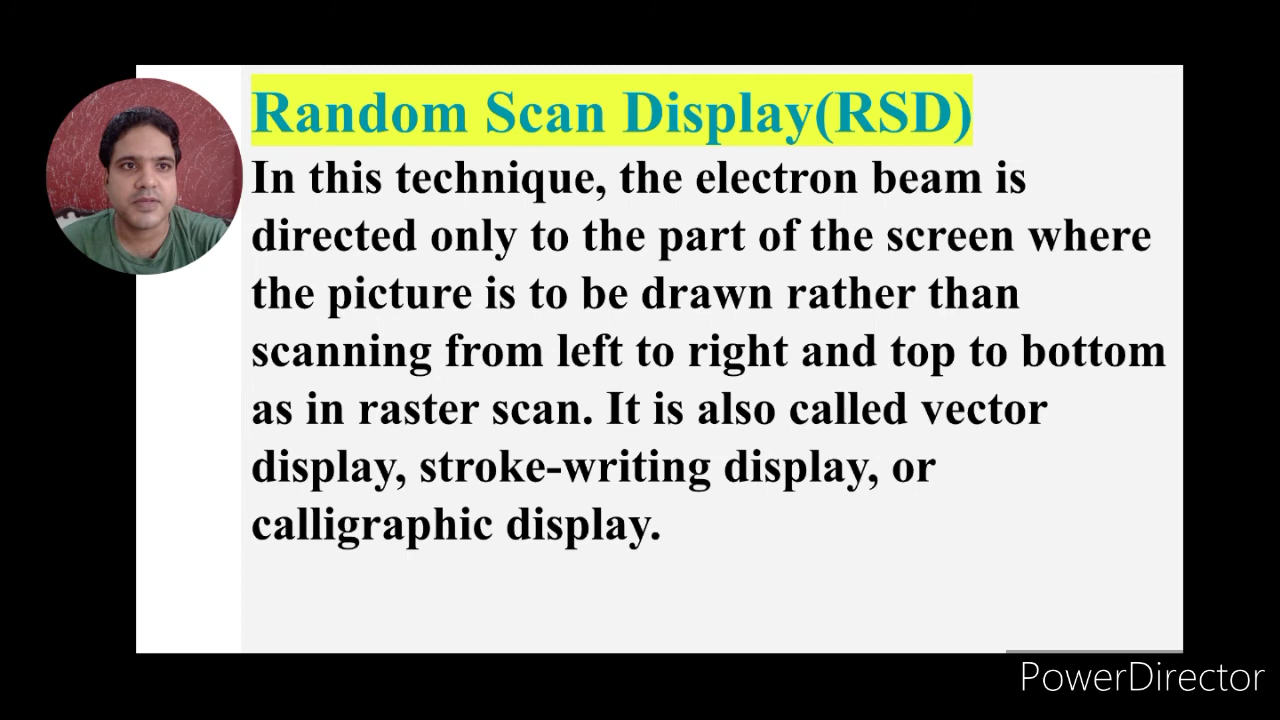 Random Scan Display(RSD)
In this technique, the electron beam is
directed only to the part of the screen where
the picture is to be drawn rather than
scanning from left to right and top to bottom
as in raster scan. It is also called vector
display, stroke-writing display, or
calligraphic display.
PowerDirector